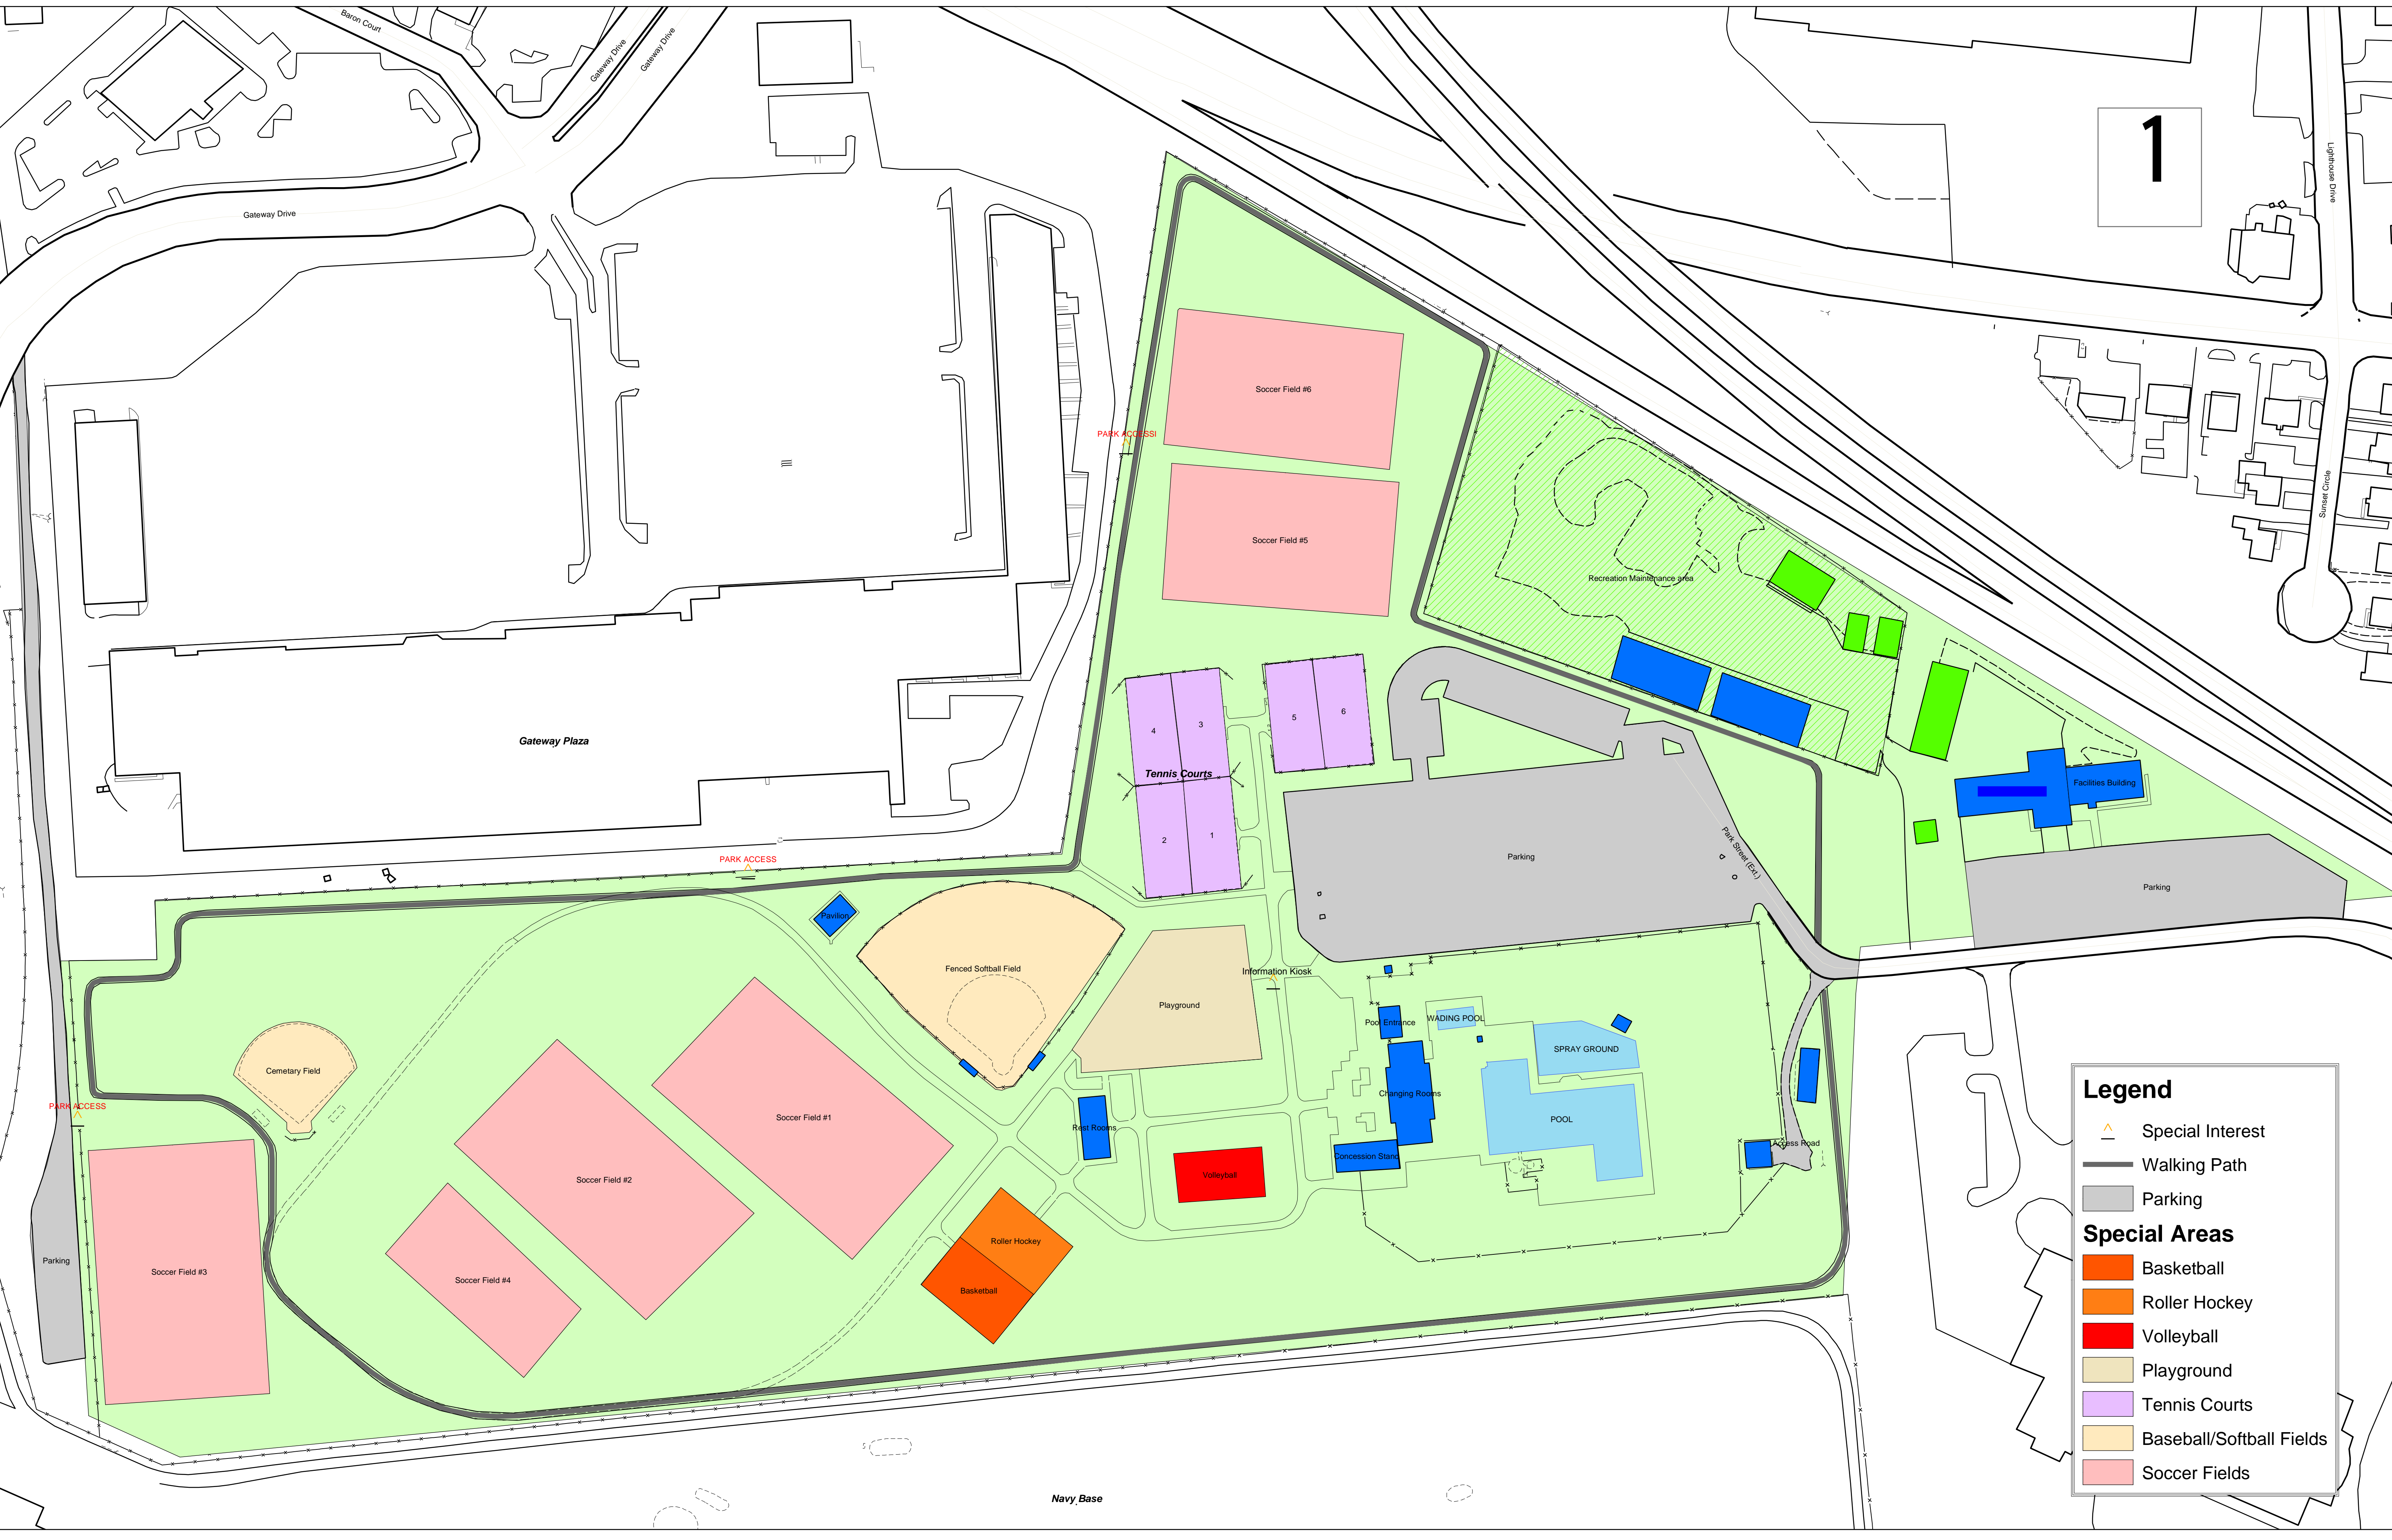 Baron Court
Gateway Drive
Gateway Drive
Gateway Drive
1
Lighthouse Drive
Sunset Circle
Soccer Field #6
PARK ACCESSI
Soccer Field #5
Recreation Maintenance area
4
3
5
6
Tennis Courts
2
1
Gateway Plaza
Facilities Building
Parking
Park Street (Ext.)
Parking
PARK ACCESS
Pavilion
Fenced Softball Field
Information Kiosk
Playground
Pool Entrance
WADING POOL
SPRAY GROUND
Cemetary Field
Changing Rooms
POOL
PARK ACCESS
Soccer Field #1
Rest Rooms
Access Road
Concession Stand
Volleyball
Soccer Field #2
Roller Hockey
Parking
Soccer Field #3
Soccer Field #4
Basketball
Navy Base
Legend
Special Interest
Walking Path
Parking
Special Areas
Basketball
Roller Hockey
Volleyball
Playground
Tennis Courts
Baseball/Softball Fields
Soccer Fields